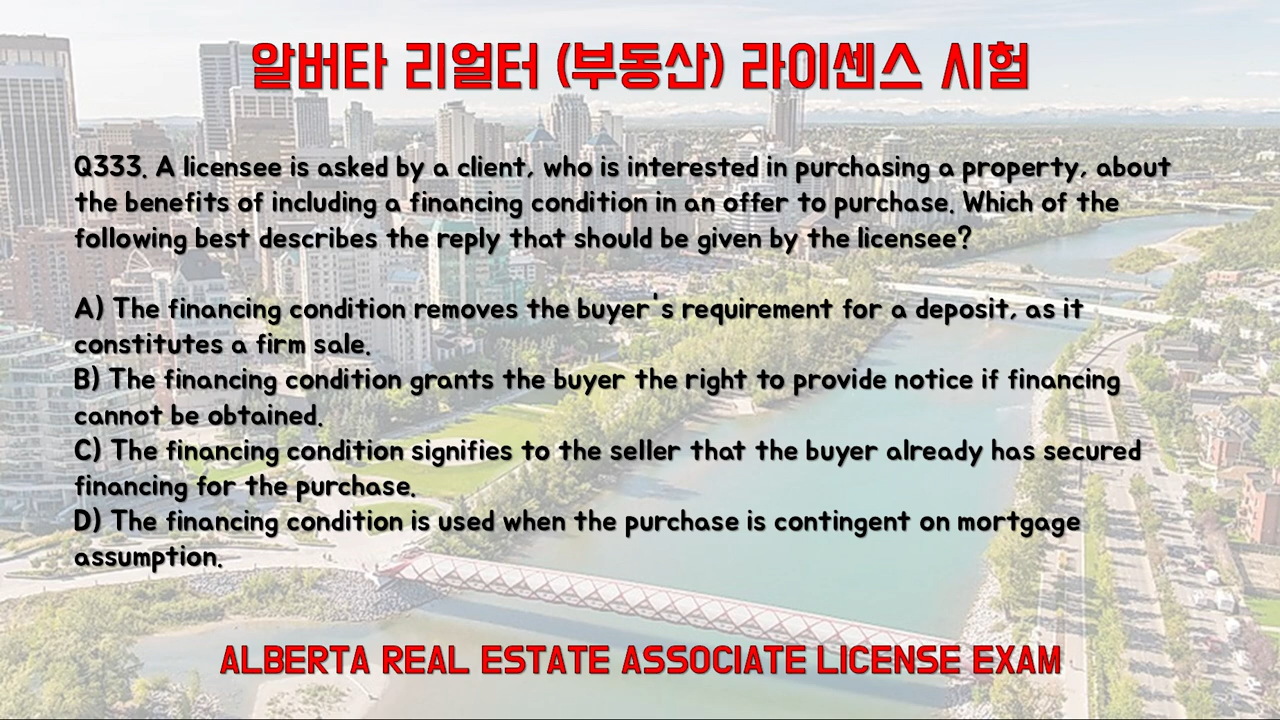 알버타 리얼터 (부동산) 라이센스 시험
Q333. A licensee is asked by a client, who is interested in purchasing a property, about
the benefits of including a financing condition in an offer to purchase. Which of the
following best describes the reply that should be given by the licensee?
A) The financing condition removes the buyer's requirement for a deposit, as it
constitutes a firm sale.
B) The financing condition grants the buyer the right to provide notice if financing
cannot be obtained.
C) The financing condition signifies to the seller that the buyer already has secured
financing for the purchase.
D) The financing condition is used when the purchase is contingent on mortgage
assumption.
ALBERTA REAL ESTATE ASSOCIATE LICENSE EXAM